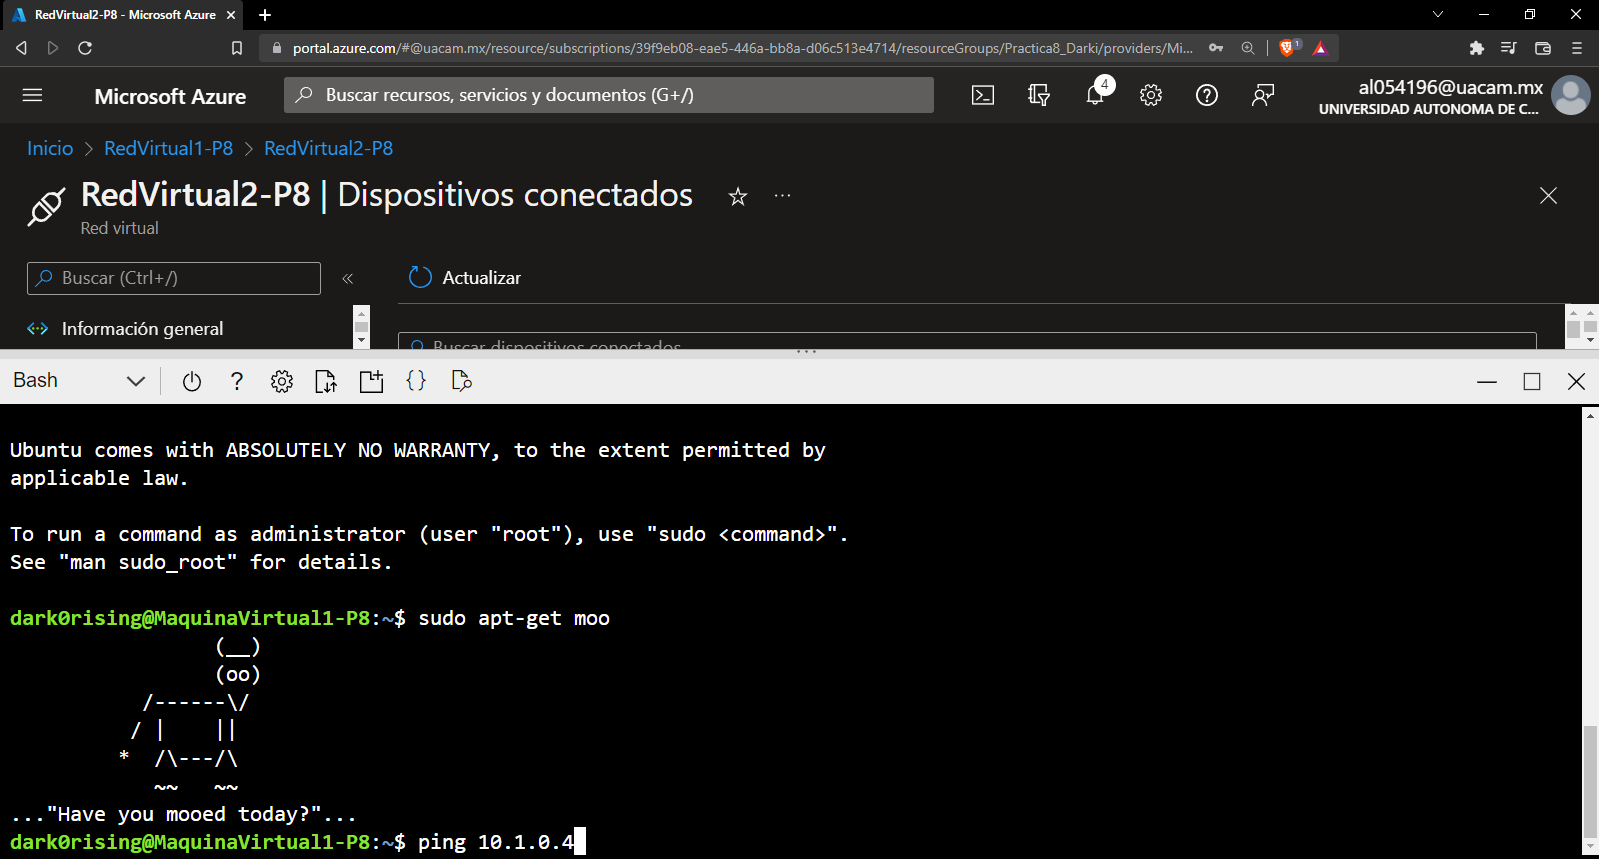 RedVirtual2-P8 - Microsoft Azure
portal.azure.com/#@uacam.mx/resource/subscriptions/39f9eb08-eae5-446a-bb8a-d06c513e4714/resourceGroups/Practica8_Darki/providers/Mi...
1
Microsoft Azure
Buscar recursos, servicios y documentos (G+/)
4
al054196@uacam.mx
UNIVERSIDAD AUTONOMA DE C...
Inicio > RedVirtual1-P8 > RedVirtual2-P8
RedVirtual2-P8 | Dispositivos conectados
Red virtual
Buscar (Ctrl+/)
Actualizar
Información general
Buscar dispositivos conectados
Bash
Ubuntu comes with ABSOLUTELY NO WARRANTY, to the extent permitted by
applicable law.
To run a command as administrator (user "root"), use "sudo <command>".
See "man sudo_root" for details.
dark0rising@MaquinaVirtual1-P8:~$ sudo apt-get moo
                 (__)
                 (oo)
           /------\/
          / |    ||
         *  /\---/\
            ~~   ~~
..."Have you mooed today?"...
dark0rising@MaquinaVirtual1-P8:~$ ping 10.1.0.4